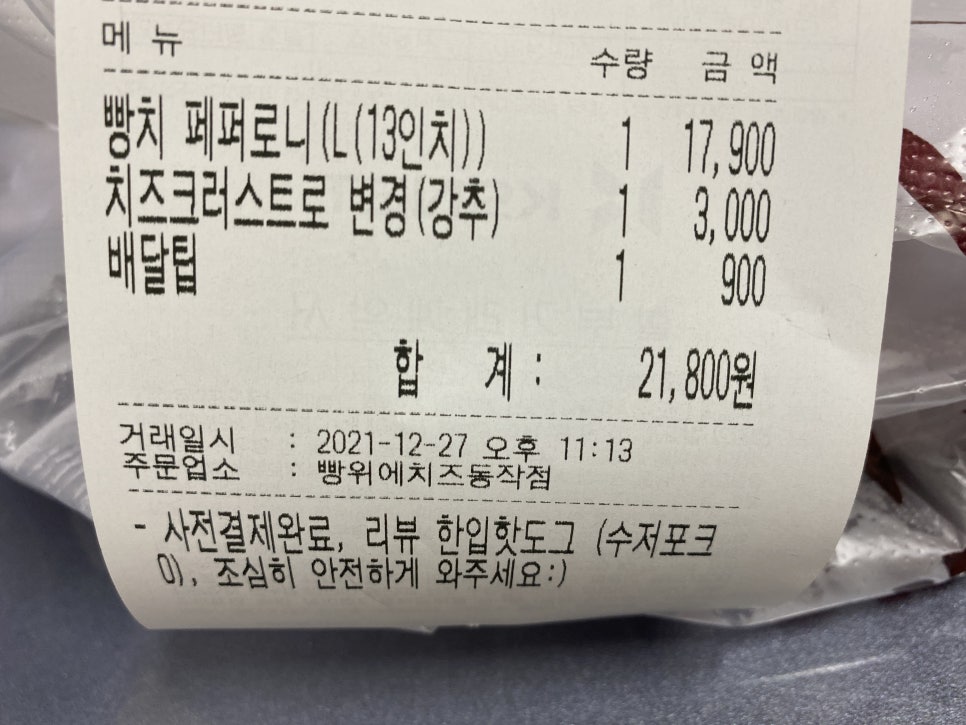 메 뉴 수량 금 액
빵치 페퍼로니(L(13인치)) 1 17,900
치즈크러스트로 변경(강추) 1 3,000
배달팁 1 900
합 계 : 21,800원
거래일시 : 2021-12-27 오후 11:13
주문업소 : 빵위에치즈동작점
- 사전결제완료, 리뷰 한입핫도그 (수저포크
O), 조심히 안전하게 와주세요:)